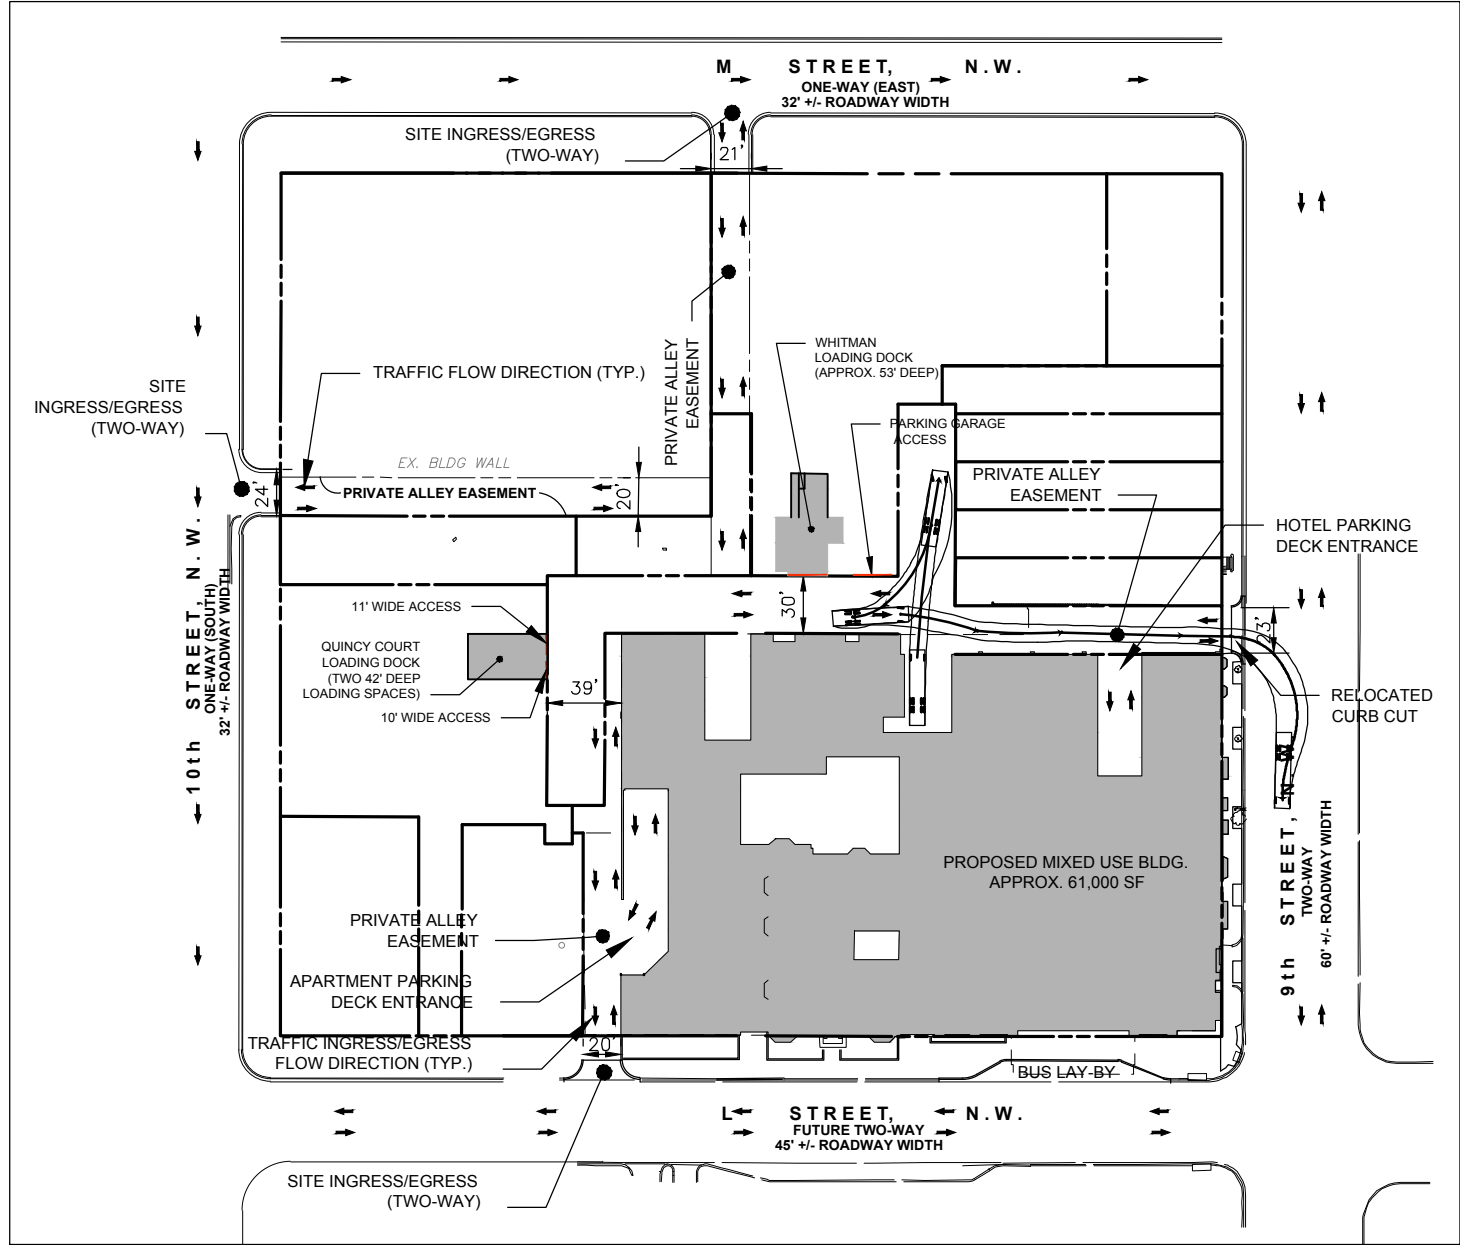 M STREET, N.W.
ONE-WAY (EAST)
32' +/- ROADWAY WIDTH
SITE INGRESS/EGRESS
(TWO-WAY)
21'
PRIVATE ALLEY
EASEMENT
WHITMAN
LOADING DOCK
(APPROX. 53' DEEP)
TRAFFIC FLOW DIRECTION (TYP.)
SITE
INGRESS/EGRESS
(TWO-WAY)
PARKING GARAGE
ACCESS
EX. BLDG WALL
PRIVATE ALLEY EASEMENT
24'
20'
PRIVATE ALLEY
EASEMENT
HOTEL PARKING
DECK ENTRANCE
10th STREET, N.W.
ONE-WAY (SOUTH)
32' +/- ROADWAY WIDTH
11' WIDE ACCESS
30'
23'
QUINCY COURT
LOADING DOCK
(TWO 42' DEEP
LOADING SPACES)
39'
10' WIDE ACCESS
RELOCATED
CURB CUT
9th STREET, N W
TWO-WAY
60' +/- ROADWAY WIDTH
PROPOSED MIXED USE BLDG.
APPROX. 61,000 SF
PRIVATE ALLEY
EASEMENT
APARTMENT PARKING
DECK ENTRANCE
TRAFFIC INGRESS/EGRESS
FLOW DIRECTION (TYP.)
20'
BUS LAY-BY
L STREET, N.W.
FUTURE TWO-WAY
45' +/- ROADWAY WIDTH
SITE INGRESS/EGRESS
(TWO-WAY)